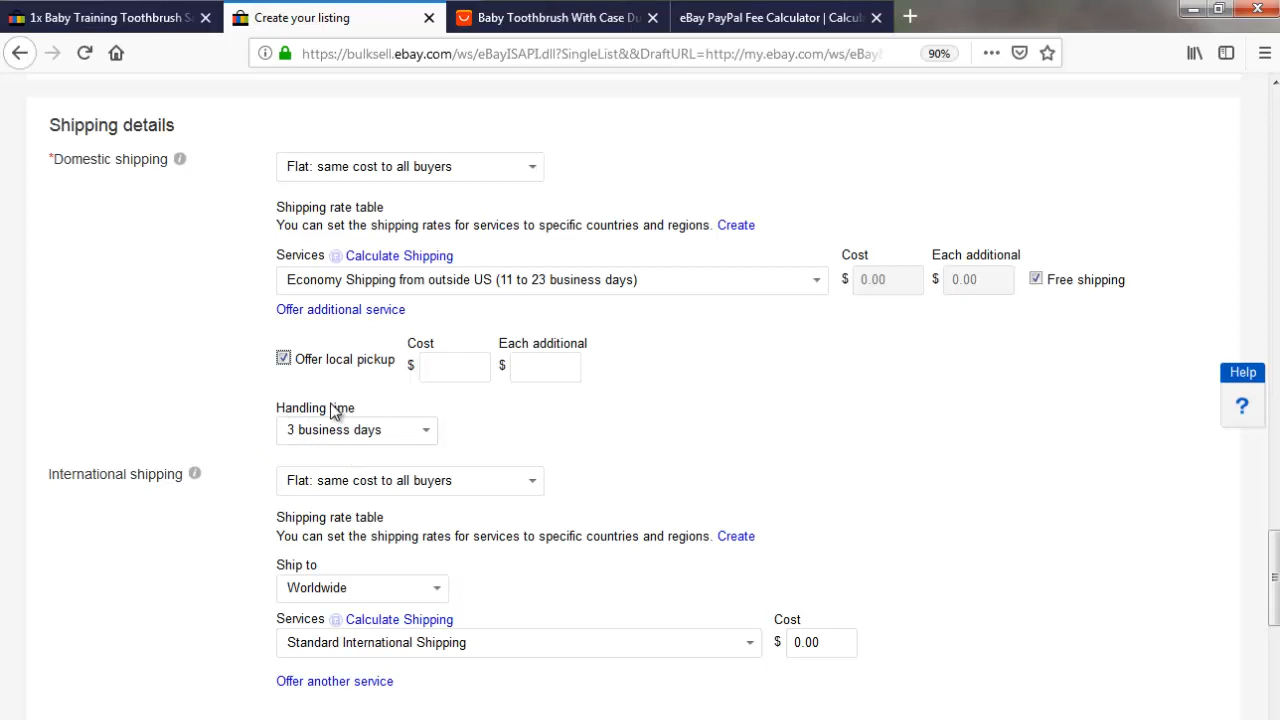 1x Baby Training Toothbrush S
Create your listing
Baby Toothbrush With Case Du
eBay PayPal Fee Calculator | Calcul
https://bulksell.ebay.com/ws/eBayISAPI.dll?SingleList&&DraftURL=http://my.ebay.com/ws/eBay
90%
Shipping details
*Domestic shipping
Flat: same cost to all buyers
Shipping rate table
You can set the shipping rates for services to specific countries and regions. Create
Services Calculate Shipping Cost Each additional
Economy Shipping from outside US (11 to 23 business days) $ 0.00 $ 0.00 Free shipping
Offer additional service
Cost Each additional
Offer local pickup $ $
Help
?
Handling time
3 business days
International shipping
Flat: same cost to all buyers
Shipping rate table
You can set the shipping rates for services to specific countries and regions. Create
Ship to
Worldwide
Services Calculate Shipping Cost
Standard International Shipping $ 0.00
Offer another service